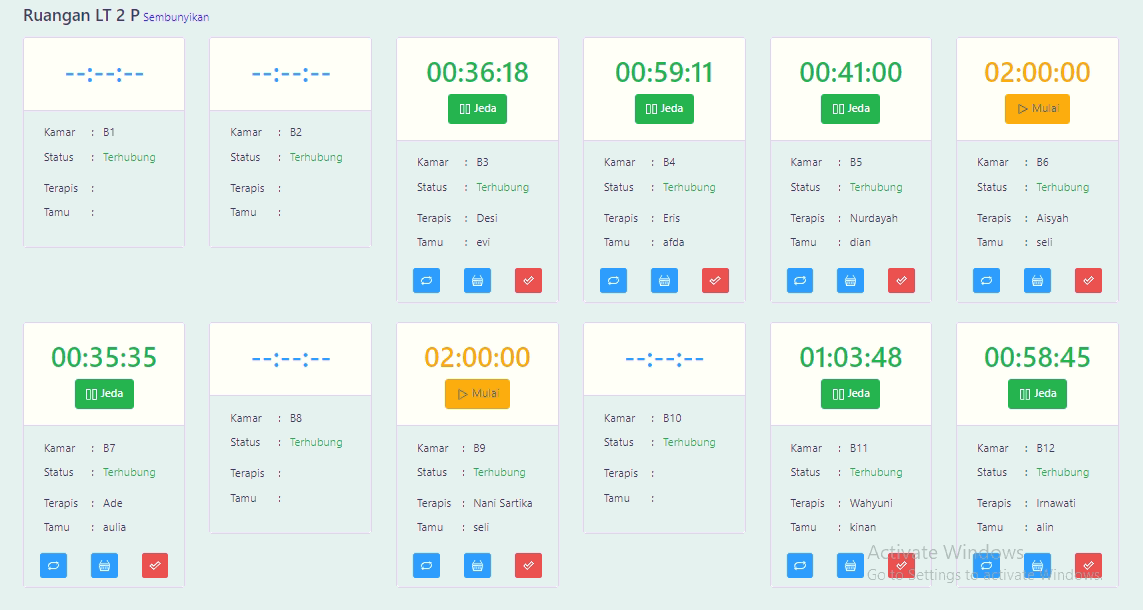 Ruangan LT 2 P Sembunyikan
--:--:--
Kamar : B1
Status : Terhubung
Terapis :
Tamu :
--:--:--
Kamar : B2
Status : Terhubung
Terapis :
Tamu :
00:36:18
Jeda
Kamar : B3
Status : Terhubung
Terapis : Desi
Tamu : evi
00:59:11
Jeda
Kamar : B4
Status : Terhubung
Terapis : Eris
Tamu : afda
00:41:00
Jeda
Kamar : B5
Status : Terhubung
Terapis : Nurdayah
Tamu : dian
02:00:00
Mulai
Kamar : B6
Status : Terhubung
Terapis : Aisyah
Tamu : seli
00:35:35
Jeda
Kamar : B7
Status : Terhubung
Terapis : Ade
Tamu : aulia
--:--:--
Kamar : B8
Status : Terhubung
Terapis :
Tamu :
02:00:00
Mulai
Kamar : B9
Status : Terhubung
Terapis : Nani Sartika
Tamu : seli
--:--:--
Kamar : B10
Status : Terhubung
Terapis :
Tamu :
01:03:48
Jeda
Kamar : B11
Status : Terhubung
Terapis : Wahyuni
Tamu : kinan
00:58:45
Jeda
Kamar : B12
Status : Terhubung
Terapis : Irnawati
Tamu : alin
Activate Windows
Go to Settings to activate Windows.